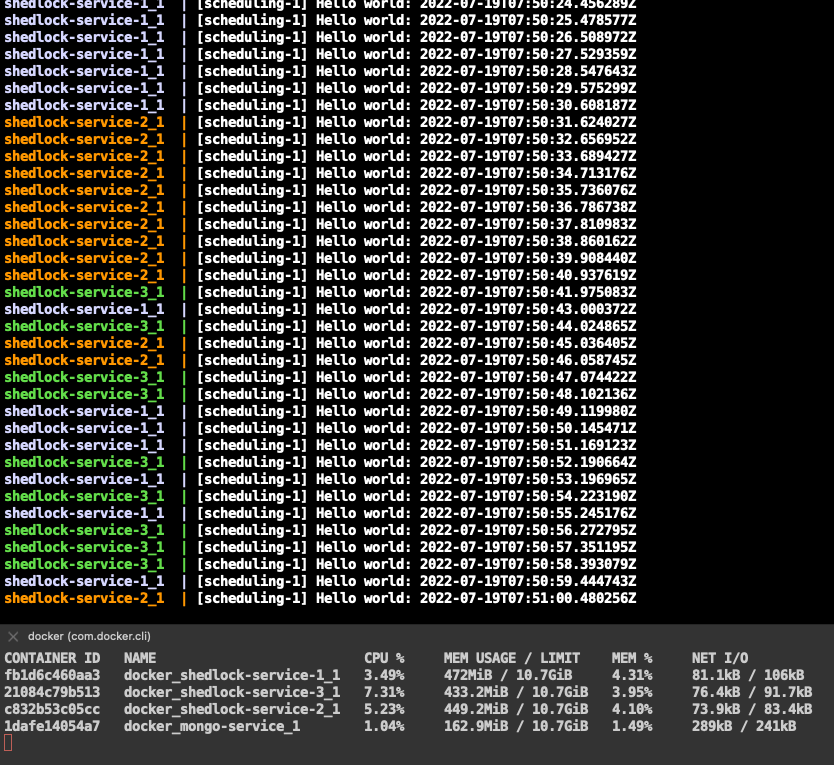 shedlock-service-1_1 | [scheduling-1] Hello world: 2022-07-19T07:50:24.456289Z
shedlock-service-1_1 | [scheduling-1] Hello world: 2022-07-19T07:50:25.478577Z
shedlock-service-1_1 | [scheduling-1] Hello world: 2022-07-19T07:50:26.508972Z
shedlock-service-1_1 | [scheduling-1] Hello world: 2022-07-19T07:50:27.529359Z
shedlock-service-1_1 | [scheduling-1] Hello world: 2022-07-19T07:50:28.547643Z
shedlock-service-1_1 | [scheduling-1] Hello world: 2022-07-19T07:50:29.575299Z
shedlock-service-1_1 | [scheduling-1] Hello world: 2022-07-19T07:50:30.608187Z
shedlock-service-2_1 | [scheduling-1] Hello world: 2022-07-19T07:50:31.624027Z
shedlock-service-2_1 | [scheduling-1] Hello world: 2022-07-19T07:50:32.656952Z
shedlock-service-2_1 | [scheduling-1] Hello world: 2022-07-19T07:50:33.689427Z
shedlock-service-2_1 | [scheduling-1] Hello world: 2022-07-19T07:50:34.713176Z
shedlock-service-2_1 | [scheduling-1] Hello world: 2022-07-19T07:50:35.736076Z
shedlock-service-2_1 | [scheduling-1] Hello world: 2022-07-19T07:50:36.786738Z
shedlock-service-2_1 | [scheduling-1] Hello world: 2022-07-19T07:50:37.810983Z
shedlock-service-2_1 | [scheduling-1] Hello world: 2022-07-19T07:50:38.860162Z
shedlock-service-2_1 | [scheduling-1] Hello world: 2022-07-19T07:50:39.908440Z
shedlock-service-2_1 | [scheduling-1] Hello world: 2022-07-19T07:50:40.937619Z
shedlock-service-3_1 | [scheduling-1] Hello world: 2022-07-19T07:50:41.975083Z
shedlock-service-1_1 | [scheduling-1] Hello world: 2022-07-19T07:50:43.000372Z
shedlock-service-3_1 | [scheduling-1] Hello world: 2022-07-19T07:50:44.024865Z
shedlock-service-2_1 | [scheduling-1] Hello world: 2022-07-19T07:50:45.036405Z
shedlock-service-2_1 | [scheduling-1] Hello world: 2022-07-19T07:50:46.058745Z
shedlock-service-3_1 | [scheduling-1] Hello world: 2022-07-19T07:50:47.074422Z
shedlock-service-3_1 | [scheduling-1] Hello world: 2022-07-19T07:50:48.102136Z
shedlock-service-1_1 | [scheduling-1] Hello world: 2022-07-19T07:50:49.119980Z
shedlock-service-1_1 | [scheduling-1] Hello world: 2022-07-19T07:50:50.145471Z
shedlock-service-1_1 | [scheduling-1] Hello world: 2022-07-19T07:50:51.169123Z
shedlock-service-3_1 | [scheduling-1] Hello world: 2022-07-19T07:50:52.190664Z
shedlock-service-1_1 | [scheduling-1] Hello world: 2022-07-19T07:50:53.196965Z
shedlock-service-3_1 | [scheduling-1] Hello world: 2022-07-19T07:50:54.223190Z
shedlock-service-1_1 | [scheduling-1] Hello world: 2022-07-19T07:50:55.245176Z
shedlock-service-3_1 | [scheduling-1] Hello world: 2022-07-19T07:50:56.272795Z
shedlock-service-3_1 | [scheduling-1] Hello world: 2022-07-19T07:50:57.351195Z
shedlock-service-3_1 | [scheduling-1] Hello world: 2022-07-19T07:50:58.393079Z
shedlock-service-1_1 | [scheduling-1] Hello world: 2022-07-19T07:50:59.444743Z
shedlock-service-2_1 | [scheduling-1] Hello world: 2022-07-19T07:51:00.480256Z
docker (com.docker.cli)
CONTAINER ID NAME CPU % MEM USAGE / LIMIT MEM % NET I/O
fb1d6c460aa3 docker_shedlock-service-1_1 3.49% 472MiB / 10.7GiB 4.31% 81.1kB / 106kB
21084c79b513 docker_shedlock-service-3_1 7.31% 433.2MiB / 10.7GiB 3.95% 76.4kB / 91.7kB
c832b53c05cc docker_shedlock-service-2_1 5.23% 449.2MiB / 10.7GiB 4.10% 73.9kB / 83.4kB
1dafe14054a7 docker_mongo-service_1 1.04% 162.9MiB / 10.7GiB 1.49% 289kB / 241kB